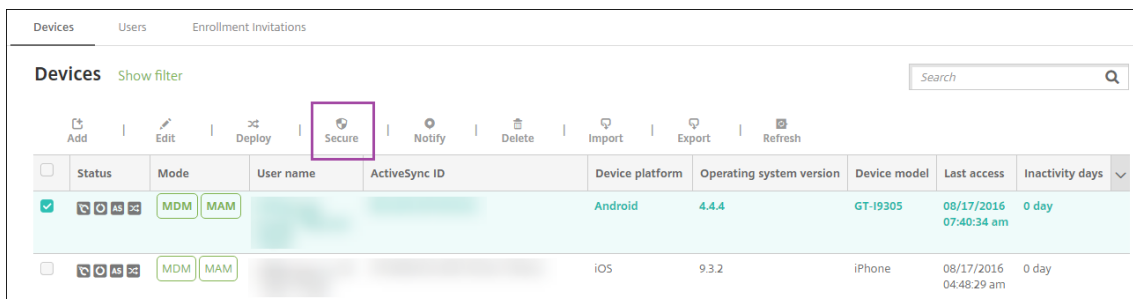 Devices Users Enrollment Invitations
Devices Show filter Search
Add | Edit | Deploy | Secure | Notify | Delete | Import | Export | Refresh
Status Mode User name ActiveSync ID Device platform Operating system version Device model Last access Inactivity days
AS MDM MAM Android 4.4.4 GT-I9305 08/17/2016 0 day
07:40:34 am
AS MDM MAM iOS 9.3.2 iPhone 08/17/2016 0 day
04:48:29 am